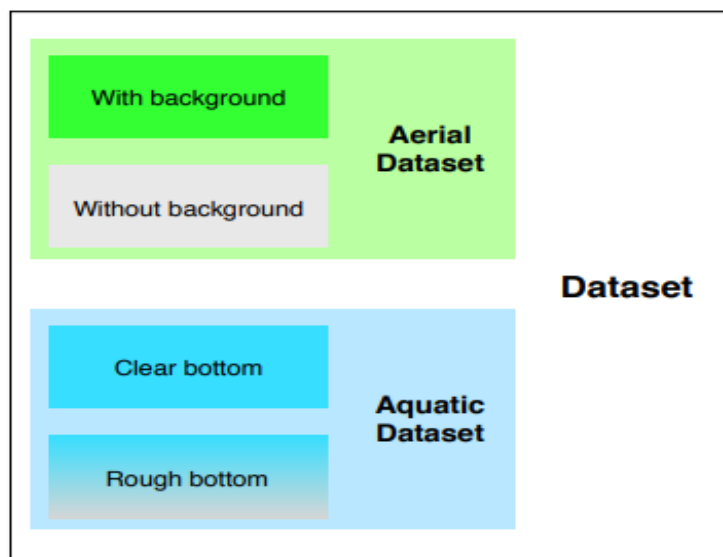 With background
Without background
Aerial
Dataset
Clear bottom
Rough bottom
Aquatic
Dataset
Dataset